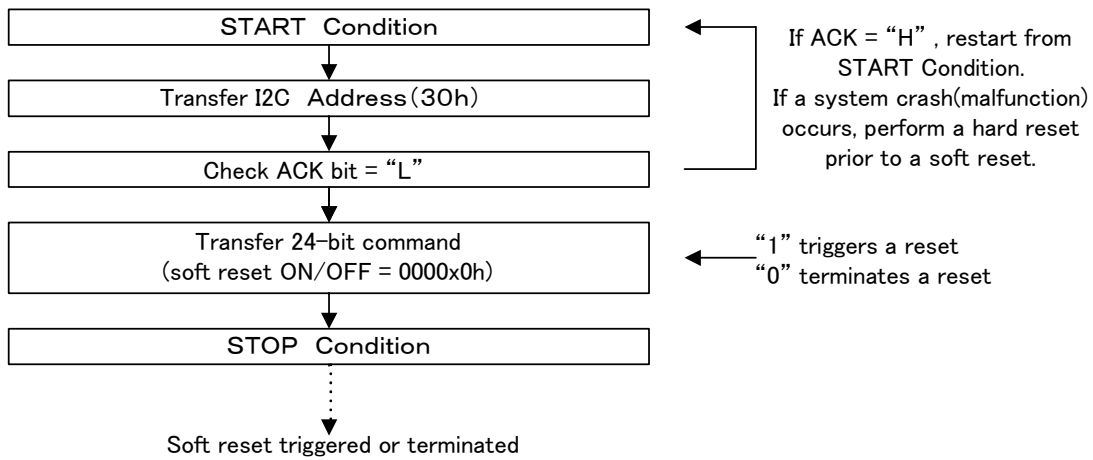 START Condition
Transfer I2C Address(30h)
Check ACK bit = “L”
Transfer 24-bit command
(soft reset ON/OFF = 0000x0h)
STOP Condition
Soft reset triggered or terminated
If ACK = “H” , restart from
START Condition.
If a system crash(malfunction)
occurs, perform a hard reset
prior to a soft reset.
“1” triggers a reset
“0” terminates a reset